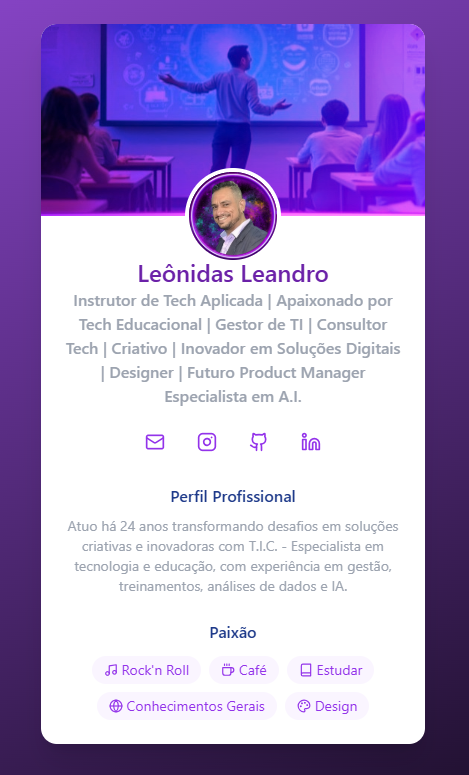 Leônidas Leandro
Instrutor de Tech Aplicada | Apaixonado por
Tech Educacional | Gestor de TI | Consultor
Tech | Criativo | Inovador em Soluções Digitais
| Designer | Futuro Product Manager
Especialista em A.I.
Perfil Profissional
Atuo há 24 anos transformando desafios em soluções
criativas e inovadoras com T.I.C. - Especialista em
tecnologia e educação, com experiência em gestão,
treinamentos, análises de dados e IA.
Paixão
Rock'n Roll
Café
Estudar
Conhecimentos Gerais
Design